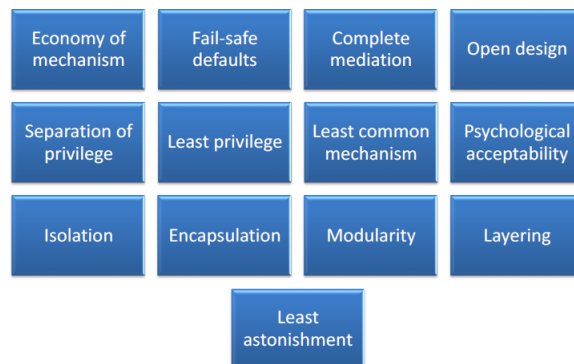 Economy of
mechanism
Fail-safe
defaults
Complete
mediation
Open design
Separation of
privilege
Least privilege
Least common
mechanism
Psychological
acceptability
Isolation
Encapsulation
Modularity
Layering
Least
astonishment